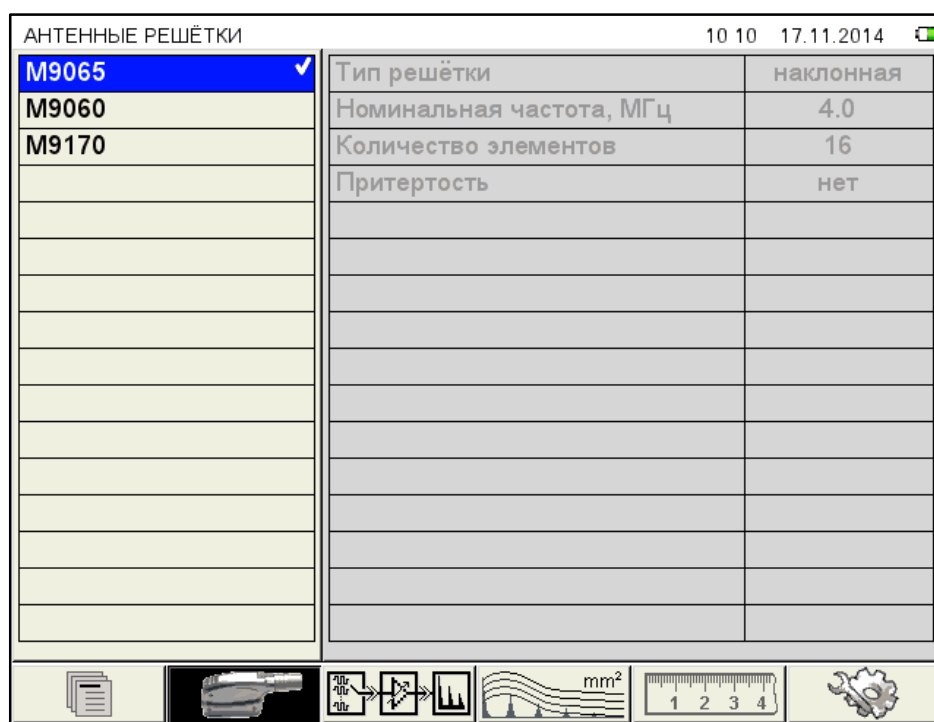 АНТЕННЫЕ РЕШЁТКИ 10 10 17.11.2014
M9065
M9060
M9170
Тип решётки наклонная
Номинальная частота, МГц 4.0
Количество элементов 16
Притертость нет
mm²
1 2 3 4